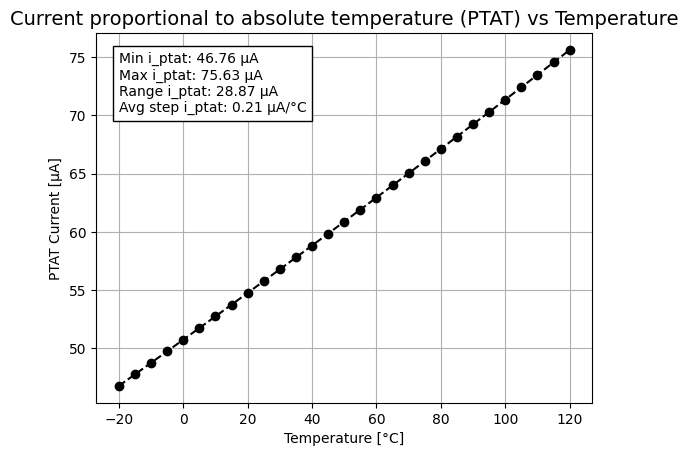 Current proportional to absolute temperature (PTAT) vs Temperature
75
70
65
60
55
50
PTAT Current [μA]
Min i_ptat: 46.76 μA
Max i_ptat: 75.63 μA
Range i_ptat: 28.87 μA
Avg step i_ptat: 0.21 μA/°C
−20 0 20 40 60 80 100 120
Temperature [°C]